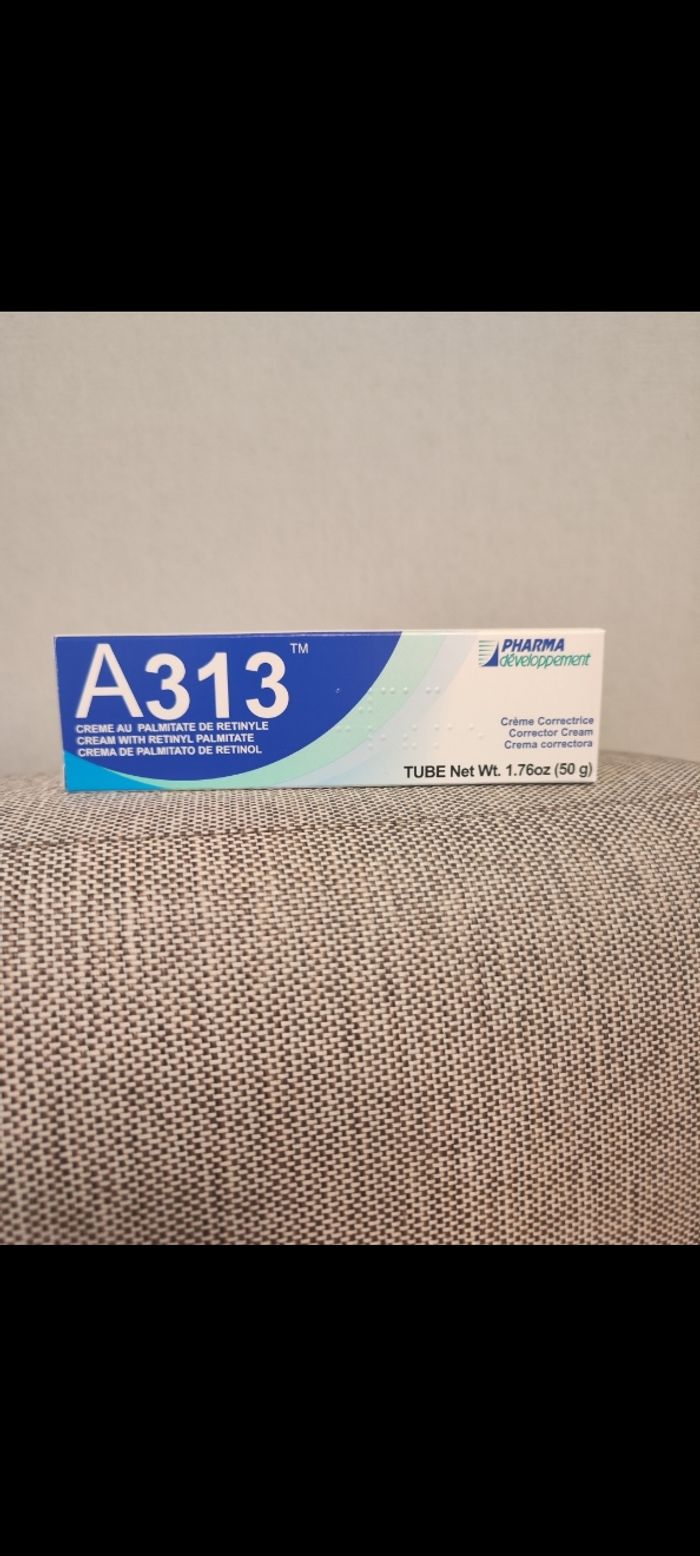 A313™
CREME AU PALMITATE DE RETINYLE
CREAM WITH RETINYL PALMITATE
CREMA DE PALMITATO DE RETINOL
PHARMA
développement
Crème Correctrice
Corrector Cream
Crema correctora
TUBE Net Wt. 1.76oz (50 g)